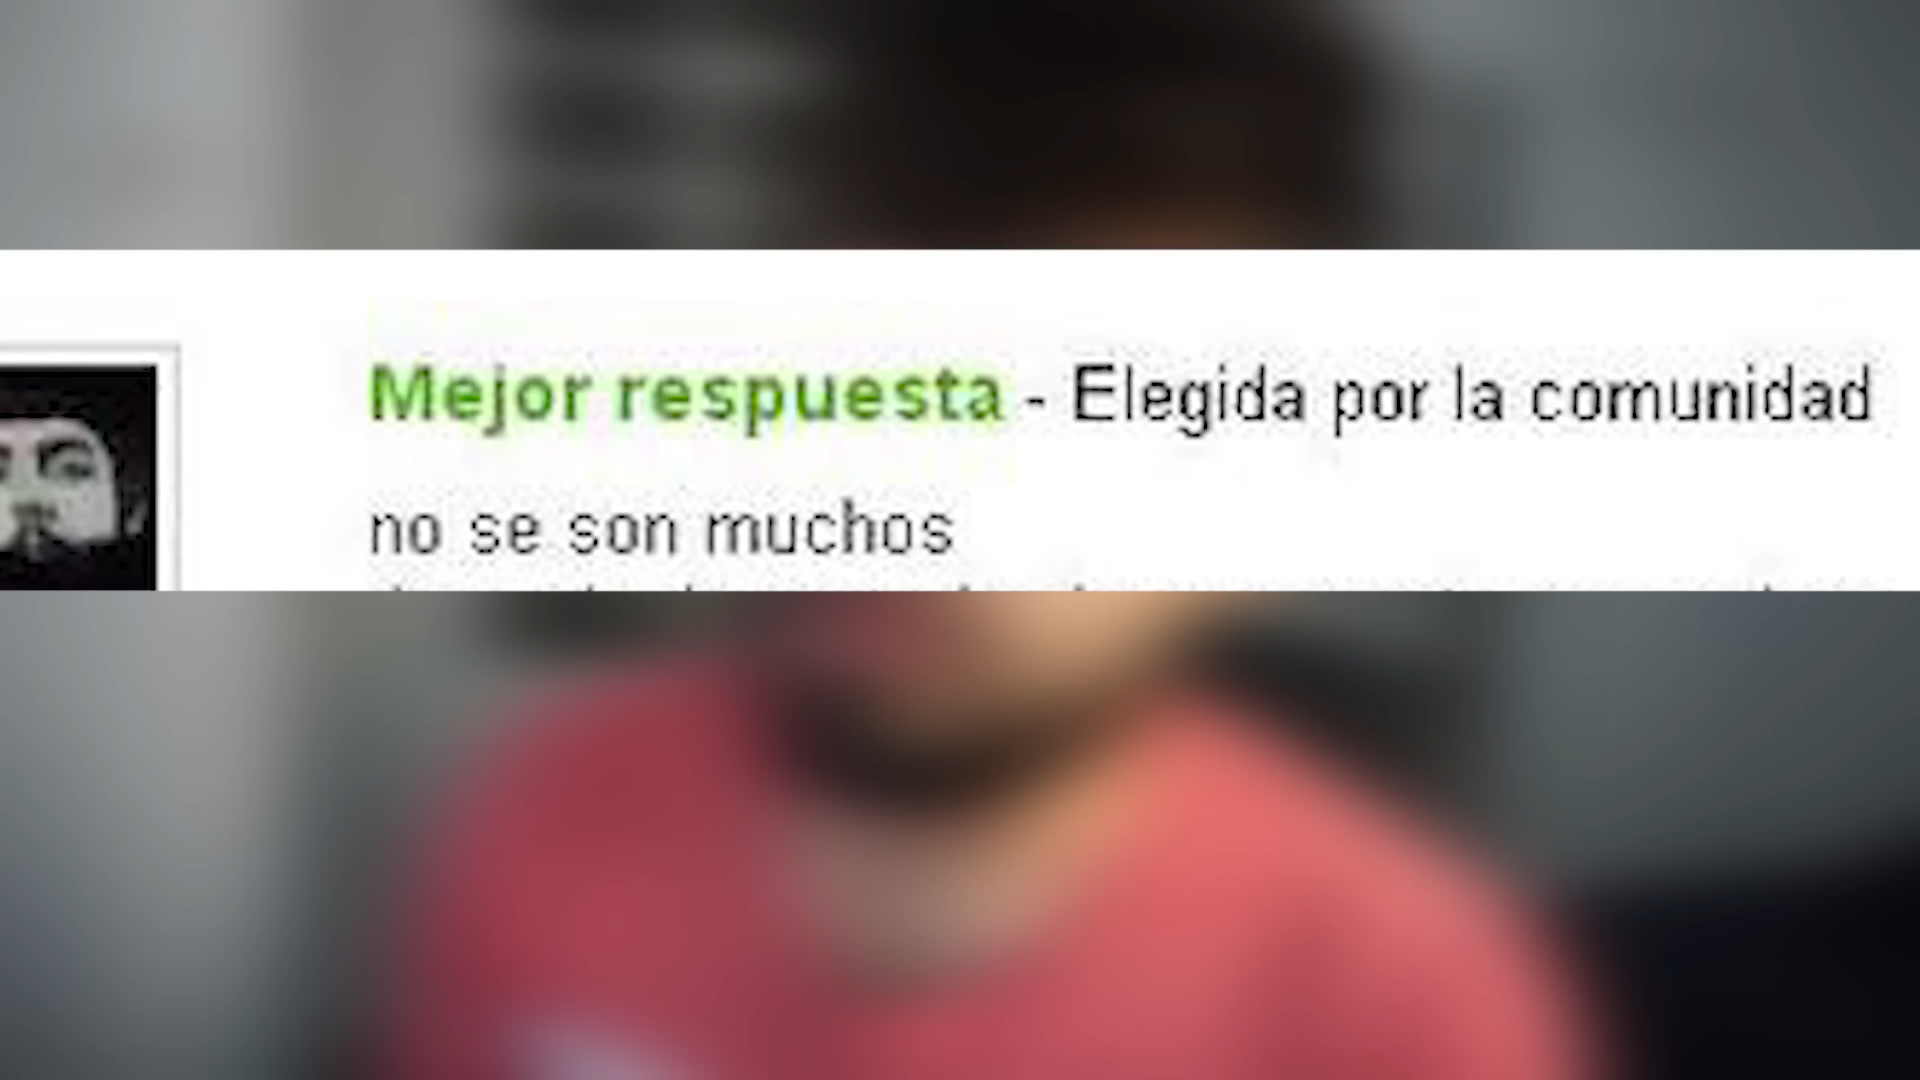 Mejor respuesta - Elegida por la comunidad
no se son muchos